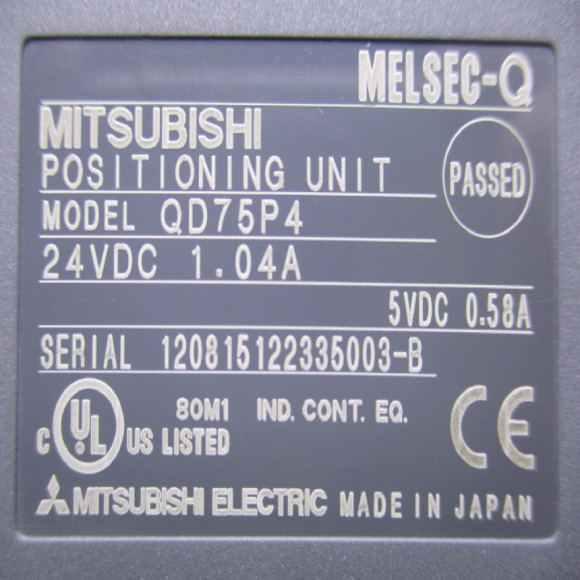 MELSEC-Q
MITSUBISHI
POSITIONING UNIT
PASSED
MODEL QD75P4
24VDC 1.04A
5VDC 0.58A
SERIAL 120815122335003-B
80M1 IND. CONT. EQ.
C UL US LISTED
CE
MITSUBISHI ELECTRIC MADE IN JAPAN